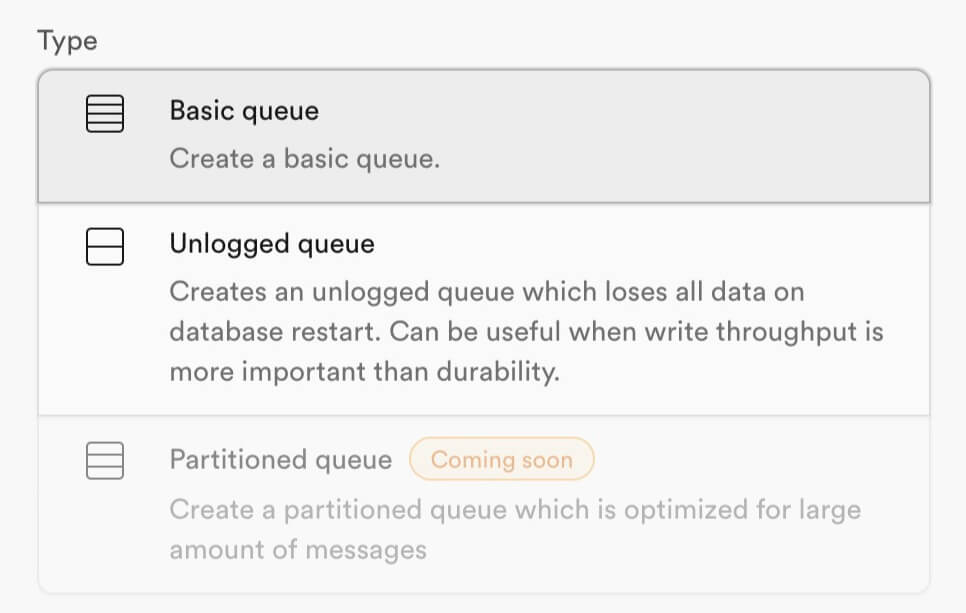 Type
Basic queue
Create a basic queue.
Unlogged queue
Creates an unlogged queue which loses all data on
database restart. Can be useful when write throughput is
more important than durability.
Partitioned queue Coming soon
Create a partitioned queue which is optimized for large
amount of messages